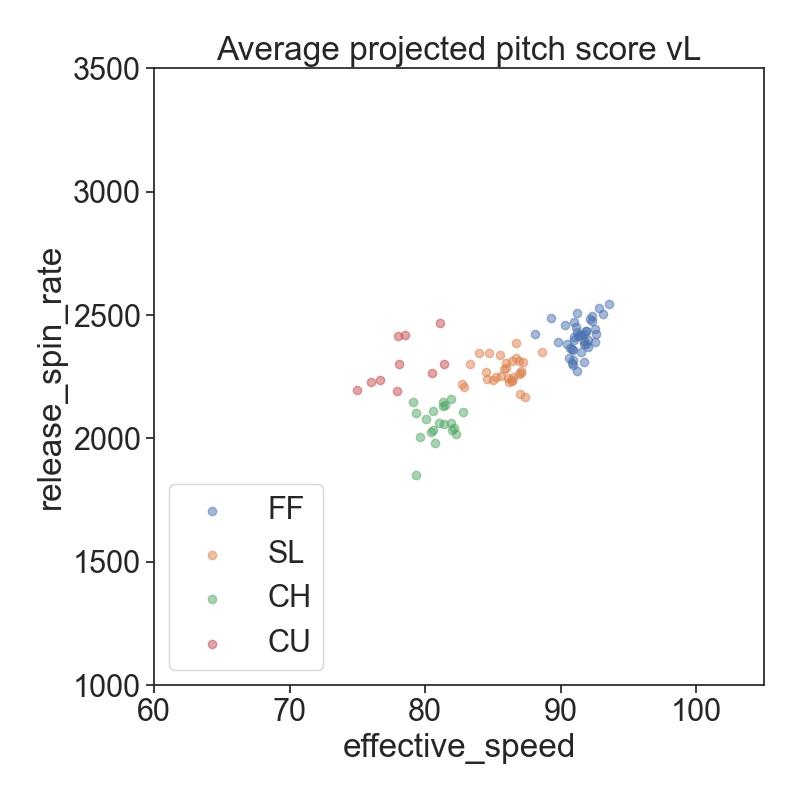 Average projected pitch score vL
3500
3000
2500
2000
1500
1000
release_spin_rate
FF
SL
CH
CU
60 70 80 90 100
effective_speed